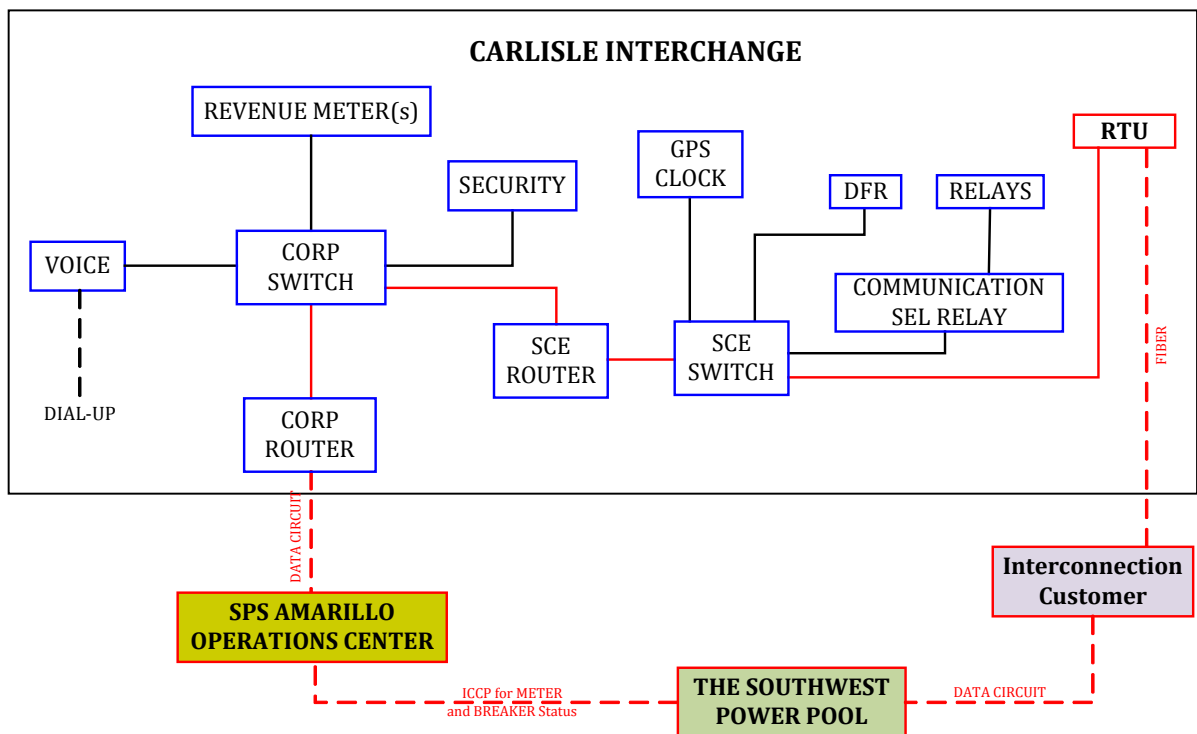 CARLISLE INTERCHANGE
REVENUE METER(s)
RTU
GPS
CLOCK
SECURITY
DFR
RELAYS
VOICE
CORP
SWITCH
COMMUNICATION
SEL RELAY
SCE
ROUTER
SCE
SWITCH
FIBER
DIAL-UP
CORP
ROUTER
DATA CIRCUIT
Interconnection
Customer
SPS AMARILLO
OPERATIONS CENTER
ICCP for METER
and BREAKER Status
THE SOUTHWEST
POWER POOL
DATA CIRCUIT